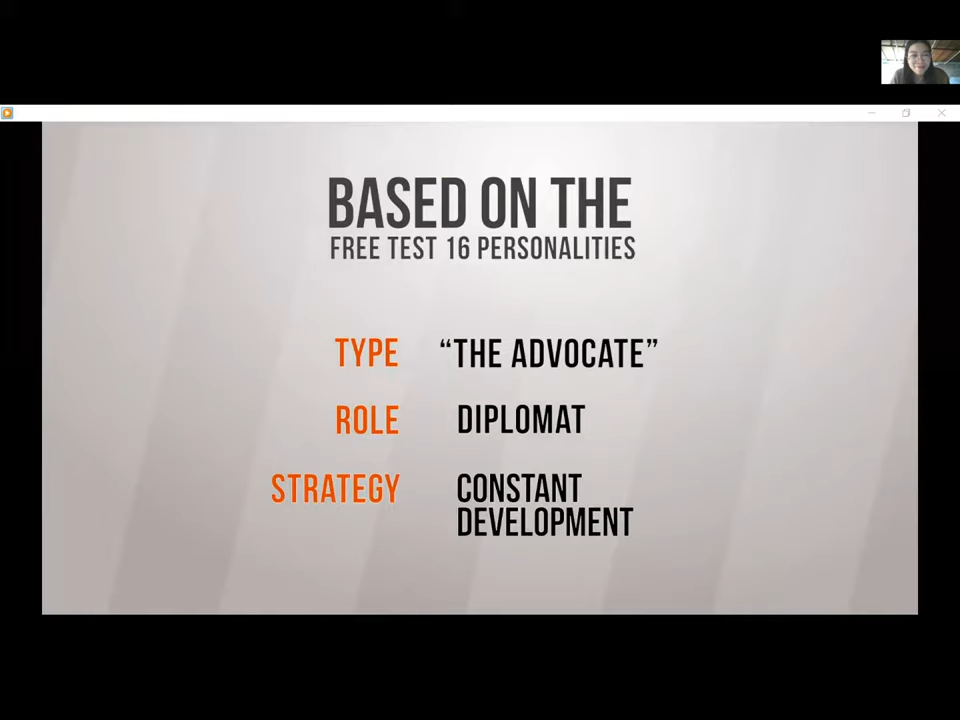 BASED ON THE
FREE TEST 16 PERSONALITIES
TYPE "THE ADVOCATE"
ROLE DIPLOMAT
STRATEGY CONSTANT
DEVELOPMENT